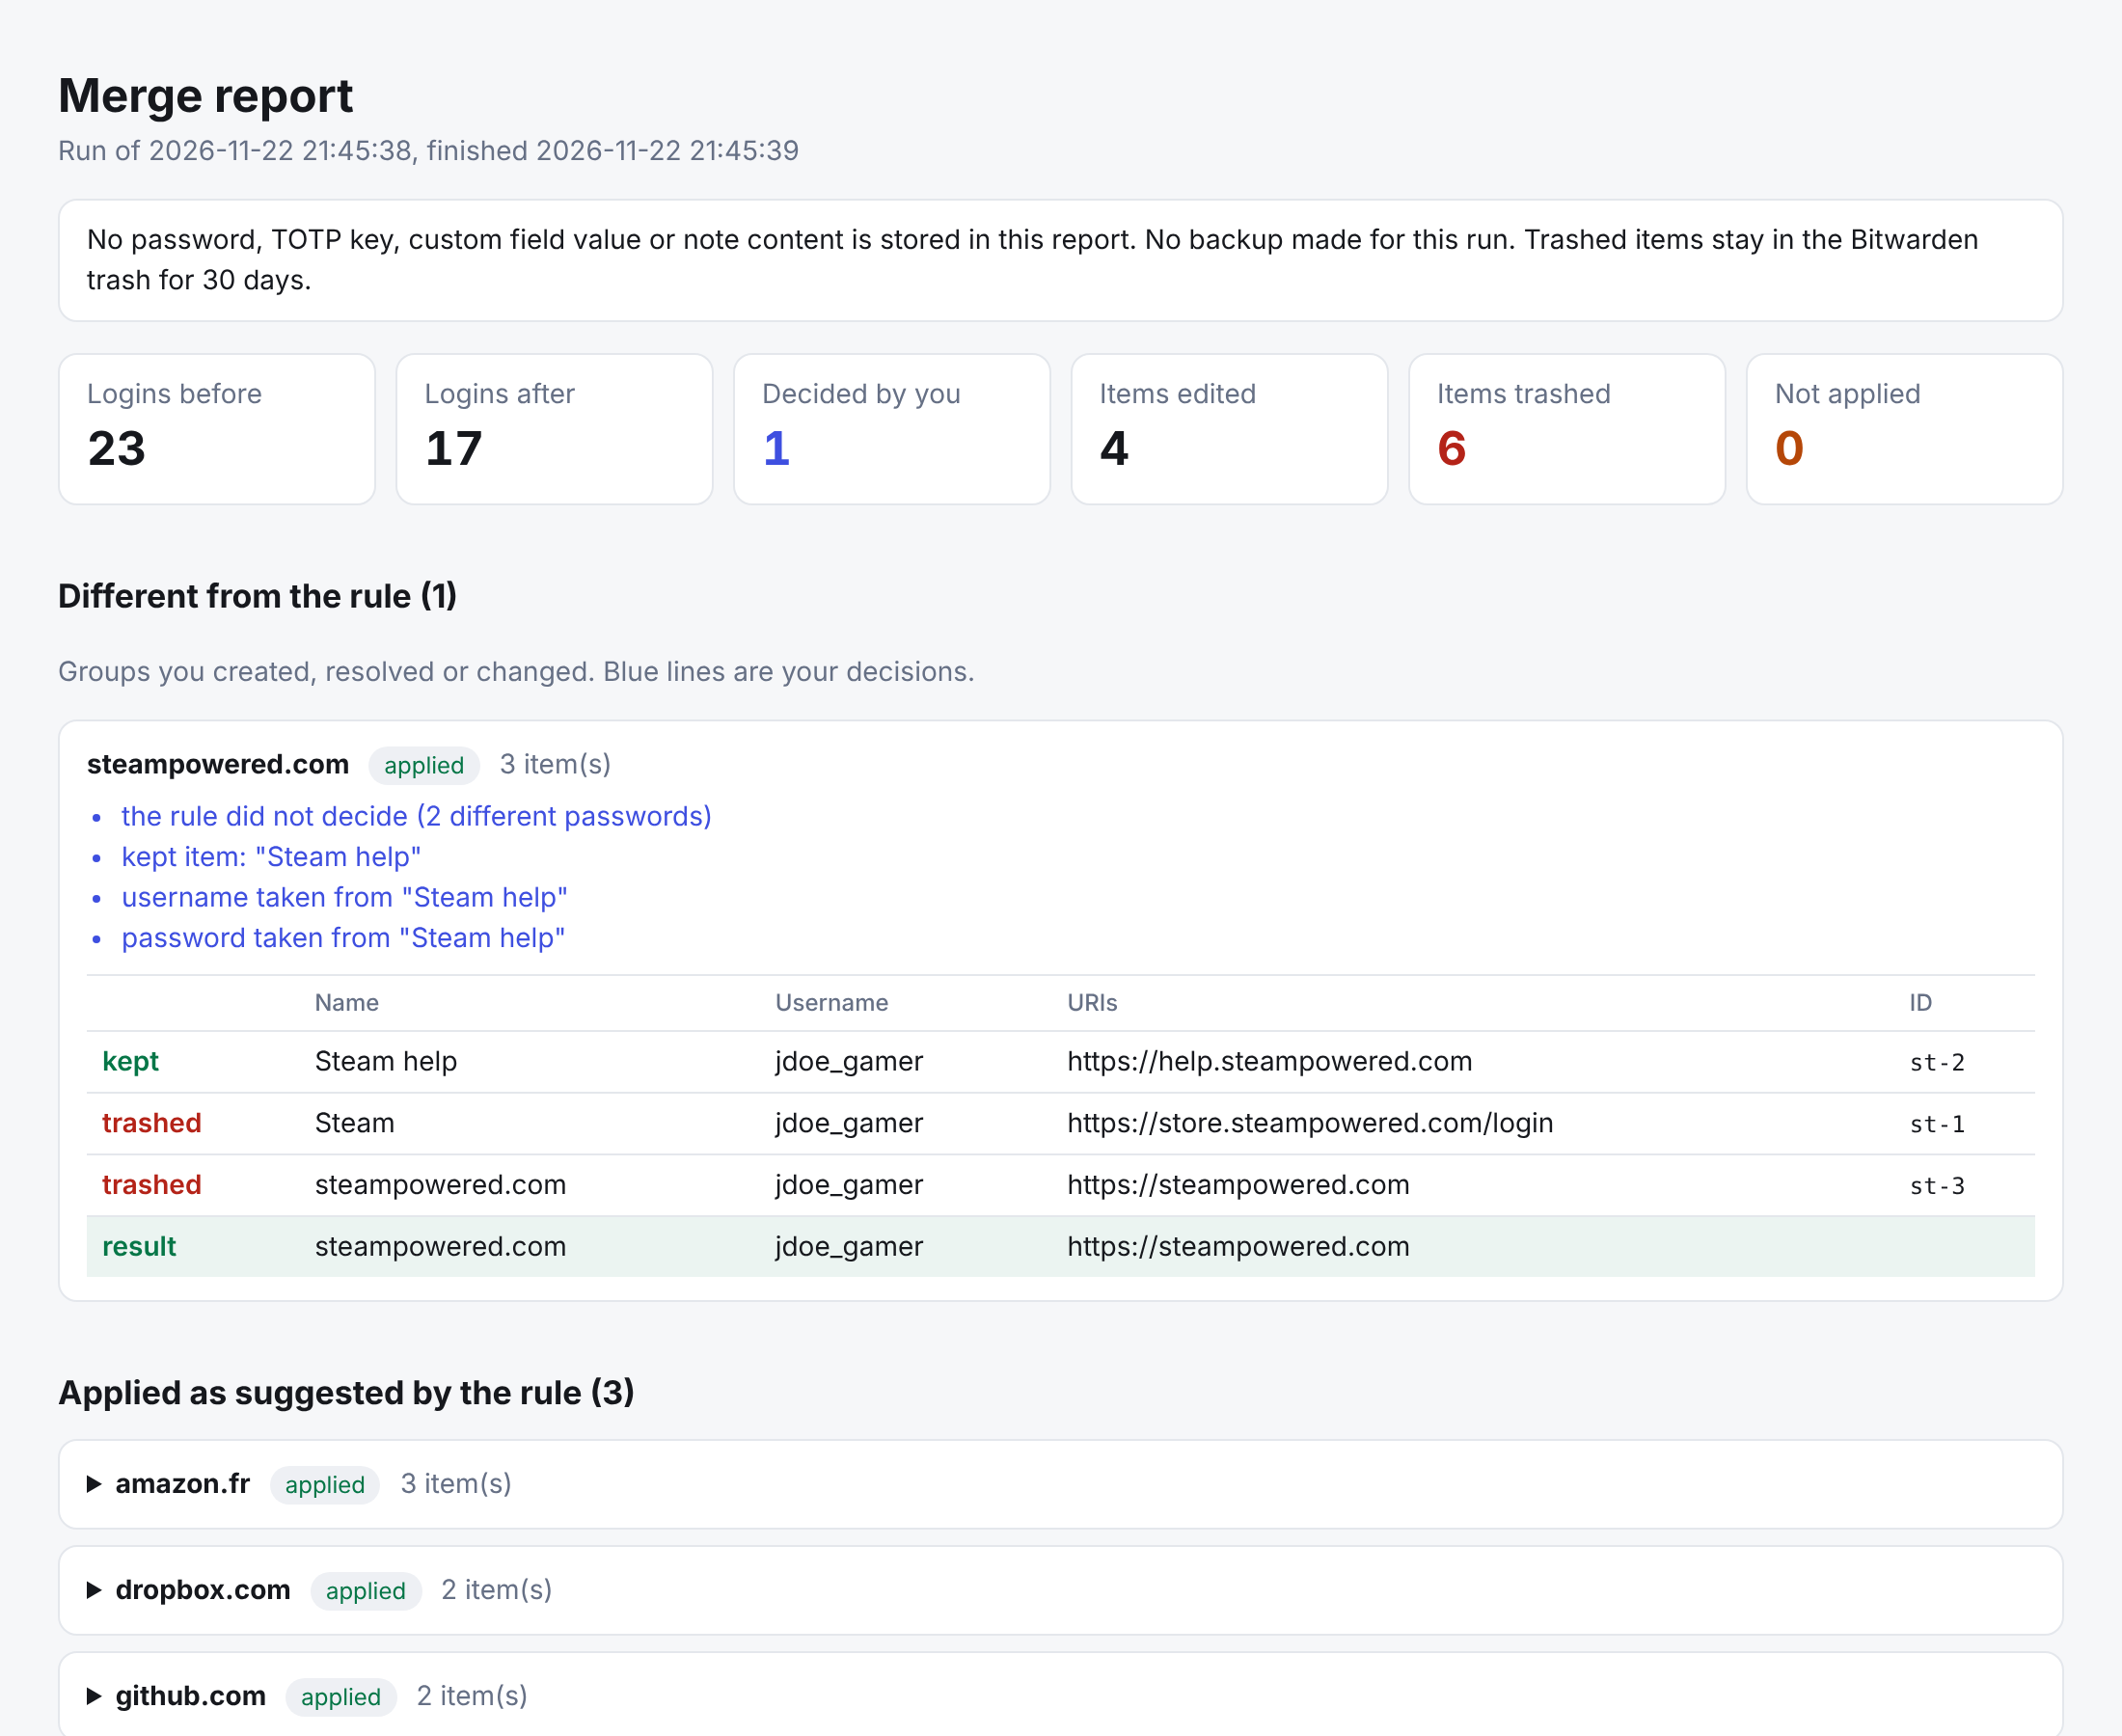 Merge report
Run of 2026-11-22 21:45:38, finished 2026-11-22 21:45:39
No password, TOTP key, custom field value or note content is stored in this report. No backup made for this run. Trashed items stay in the Bitwarden
trash for 30 days.
Logins before
23
Logins after
17
Decided by you
1
Items edited
4
Items trashed
6
Not applied
0
Different from the rule (1)
Groups you created, resolved or changed. Blue lines are your decisions.
steampowered.com applied 3 item(s)
• the rule did not decide (2 different passwords)
• kept item: "Steam help"
• username taken from "Steam help"
• password taken from "Steam help"
Name Username URIs ID
kept Steam help jdoe_gamer https://help.steampowered.com st-2
trashed Steam jdoe_gamer https://store.steampowered.com/login st-1
trashed steampowered.com jdoe_gamer https://steampowered.com st-3
result steampowered.com jdoe_gamer https://steampowered.com
Applied as suggested by the rule (3)
amazon.fr applied 3 item(s)
dropbox.com applied 2 item(s)
github.com applied 2 item(s)